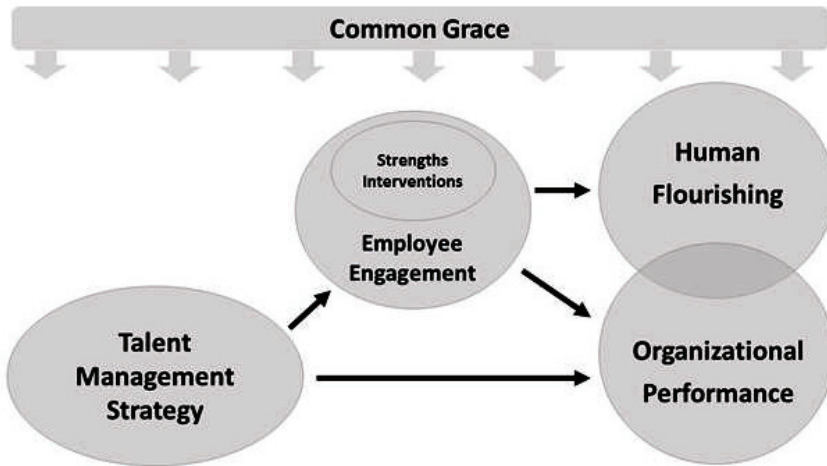 Common Grace
Strengths
Interventions
Employee
Engagement
Human
Flourishing
Talent
Management
Strategy
Organizational
Performance